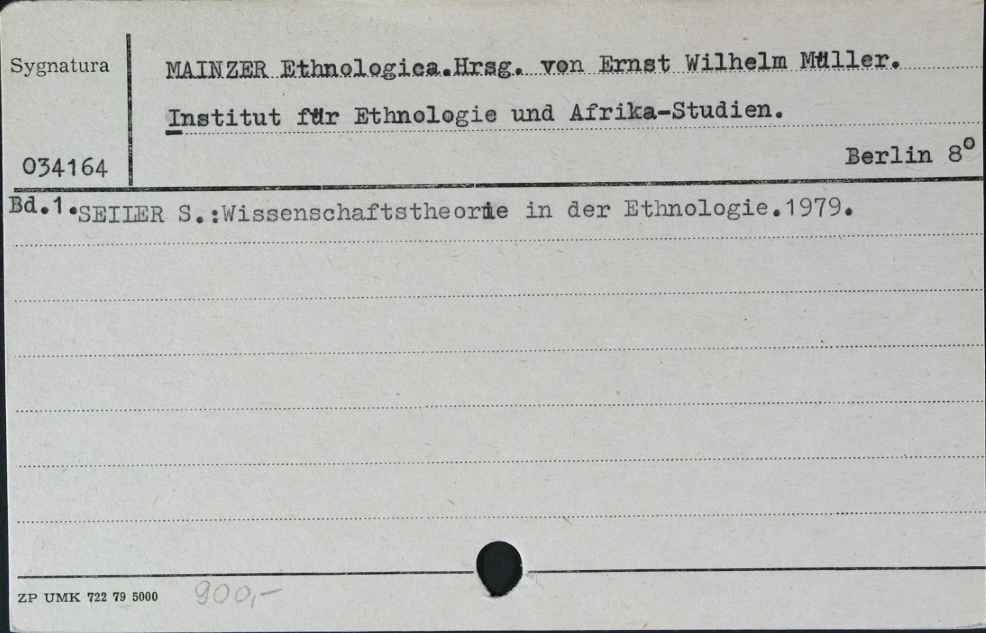 Sygnatura
MAINZER Ethnologica.Hrsg. von Ernst Wilhelm Müller.
Institut für Ethnologie und Afrika-Studien.
034164
Berlin 8º
Bd.1.SEILER S.:Wissenschaftstheorie in der Ethnologie.1979.
ZP UMK 722 79 5000
900,-